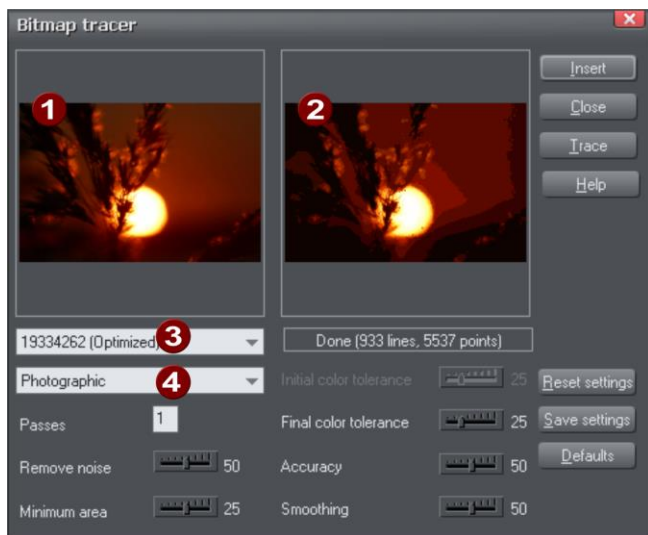 Bitmap tracer
1
2
Insert
Close
Trace
Help
19334262 (Optimized) 3
Done (933 lines, 5537 points)
Photographic 4
Initial color tolerance 25
Reset settings
Passes 1
Final color tolerance 25
Save settings
Remove noise 50
Accuracy 50
Defaults
Minimum area 25
Smoothing 50